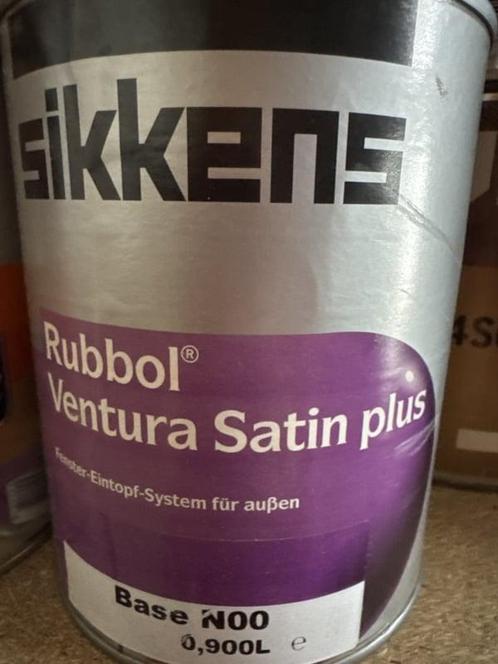 sikkens
Rubbol®
Ventura Satin plus
Fenster-Eintopf-System für außen
Base N00
0,900L e